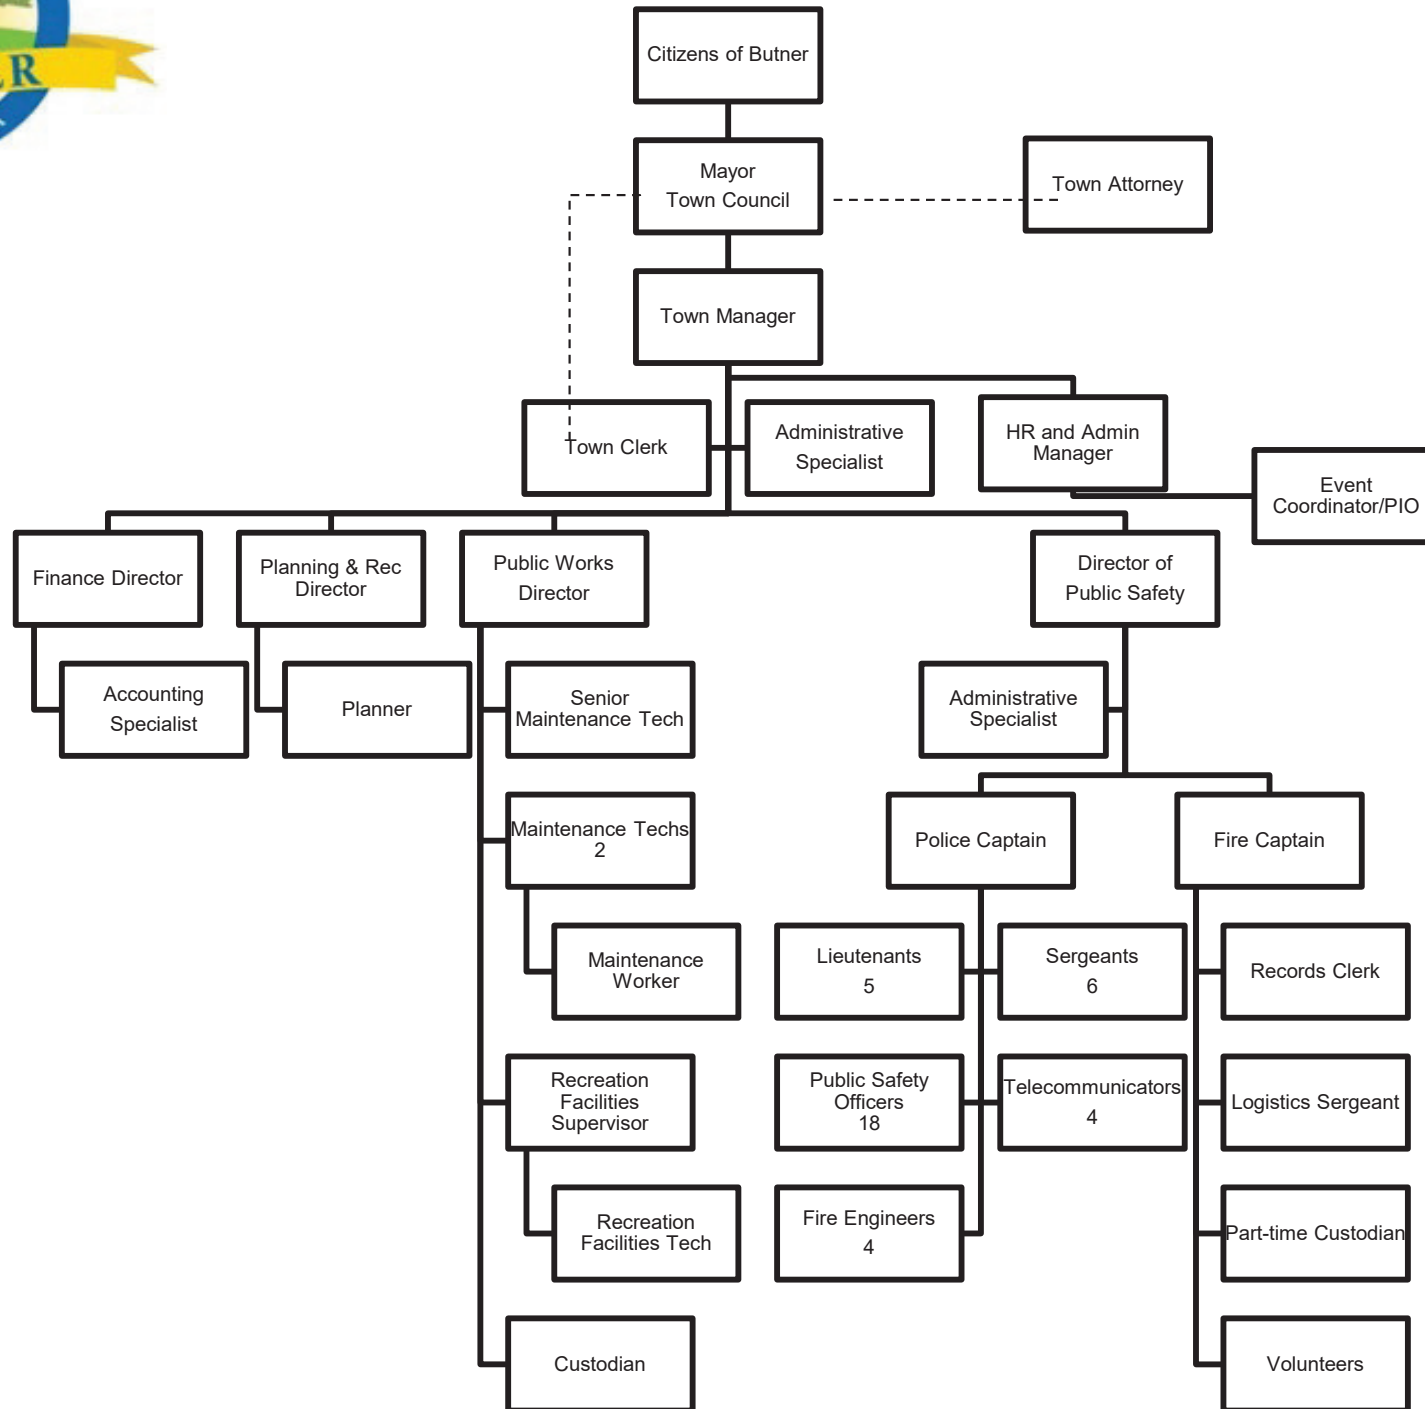 Citizens of Butner
Mayor
Town Council
Town Attorney
Town Manager
Town Clerk
Administrative
Specialist
HR and Admin
Manager
Event
Coordinator/PIO
Finance Director
Planning & Rec
Director
Public Works
Director
Director of
Public Safety
Accounting
Specialist
Planner
Senior
Maintenance Tech
Administrative
Specialist
Maintenance Techs
2
Police Captain
Fire Captain
Maintenance
Worker
Lieutenants
5
Sergeants
6
Records Clerk
Recreation
Facilities
Supervisor
Public Safety
Officers
18
Telecommunicators
4
Logistics Sergeant
Recreation
Facilities Tech
Fire Engineers
4
Part-time Custodian
Custodian
Volunteers